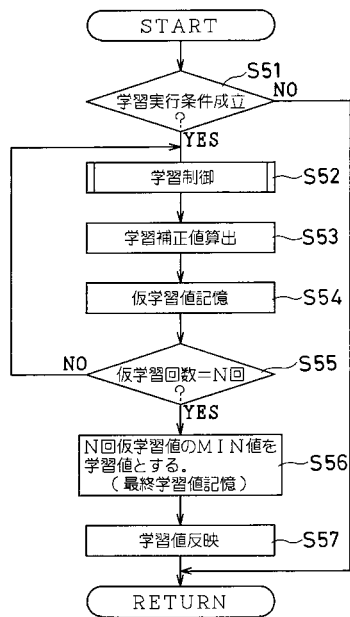 START
S51
学習実行条件成立
?
NO
YES
学習制御
S52
学習補正値算出
S53
仮学習値記憶
S54
NO
仮学習回数=N回
?
S55
YES
N回仮学習値のMIN値を
学習値とする。
(最終学習値記憶)
S56
学習値反映
S57
RETURN